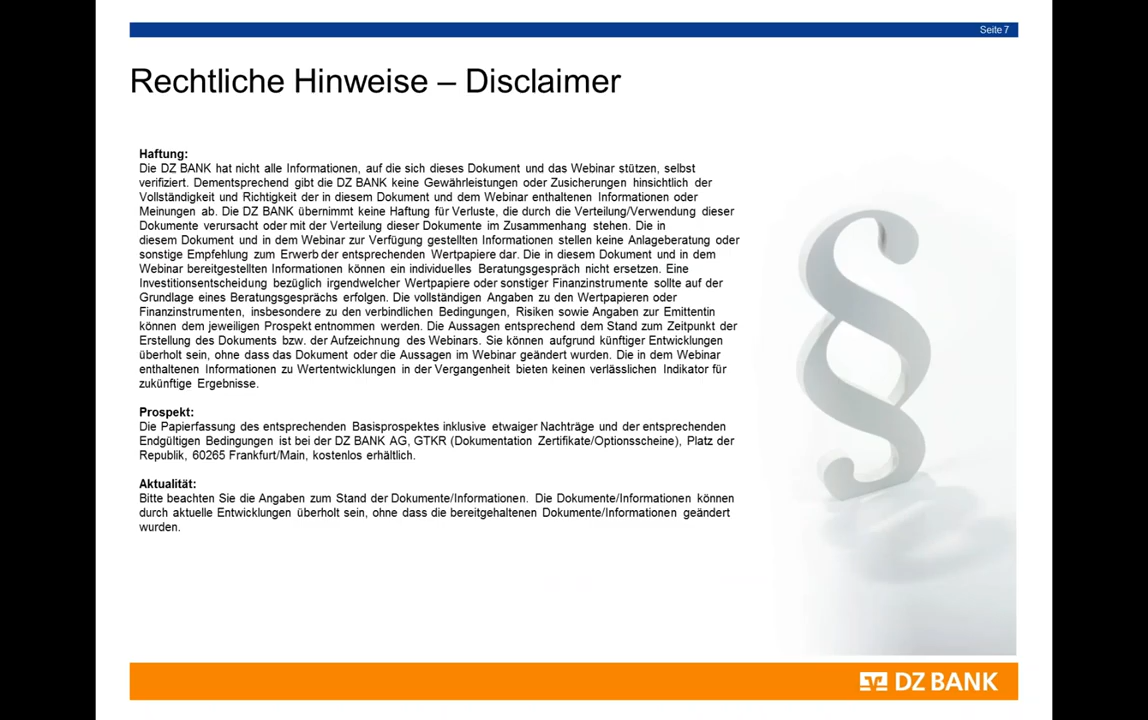 Seite 7
Rechtliche Hinweise – Disclaimer
Haftung:
Die DZ BANK hat nicht alle Informationen, auf die sich dieses Dokument und das Webinar stützen, selbst
verifiziert. Dementsprechend gibt die DZ BANK keine Gewährleistungen oder Zusicherungen hinsichtlich der
Vollständigkeit und Richtigkeit der in diesem Dokument und dem Webinar enthaltenen Informationen oder
Meinungen ab. Die DZ BANK übernimmt keine Haftung für Verluste, die durch die Verteilung/Verwendung dieser
Dokumente verursacht oder mit der Verteilung dieser Dokumente im Zusammenhang stehen. Die in
diesem Dokument und in dem Webinar zur Verfügung gestellten Informationen stellen keine Anlageberatung oder
sonstige Empfehlung zum Erwerb der entsprechenden Wertpapiere dar. Die in diesem Dokument und in dem
Webinar bereitgestellten Informationen können ein individuelles Beratungsgespräch nicht ersetzen. Eine
Investitionsentscheidung bezüglich irgendwelcher Wertpapiere oder sonstiger Finanzinstrumente sollte auf der
Grundlage eines Beratungsgesprächs erfolgen. Die vollständigen Angaben zu den Wertpapieren oder
Finanzinstrumenten, insbesondere zu den verbindlichen Bedingungen, Risiken sowie Angaben zur Emittentin
können dem jeweiligen Prospekt entnommen werden. Die Aussagen entsprechend dem Stand zum Zeitpunkt der
Erstellung des Dokuments bzw. der Aufzeichnung des Webinars. Sie können aufgrund künftiger Entwicklungen
überholt sein, ohne dass das Dokument oder die Aussagen im Webinar geändert wurden. Die in dem Webinar
enthaltenen Informationen zu Wertentwicklungen in der Vergangenheit bieten keinen verlässlichen Indikator für
zukünftige Ergebnisse.
Prospekt:
Die Papierfassung des entsprechenden Basisprospektes inklusive etwaiger Nachträge und der entsprechenden
Endgültigen Bedingungen ist bei der DZ BANK AG, GTKR (Dokumentation Zertifikate/Optionsscheine), Platz der
Republik, 60265 Frankfurt/Main, kostenlos erhältlich.
Aktualität:
Bitte beachten Sie die Angaben zum Stand der Dokumente/Informationen. Die Dokumente/Informationen können
durch aktuelle Entwicklungen überholt sein, ohne dass die bereitgehaltenen Dokumente/Informationen geändert
wurden.
§
DZ BANK